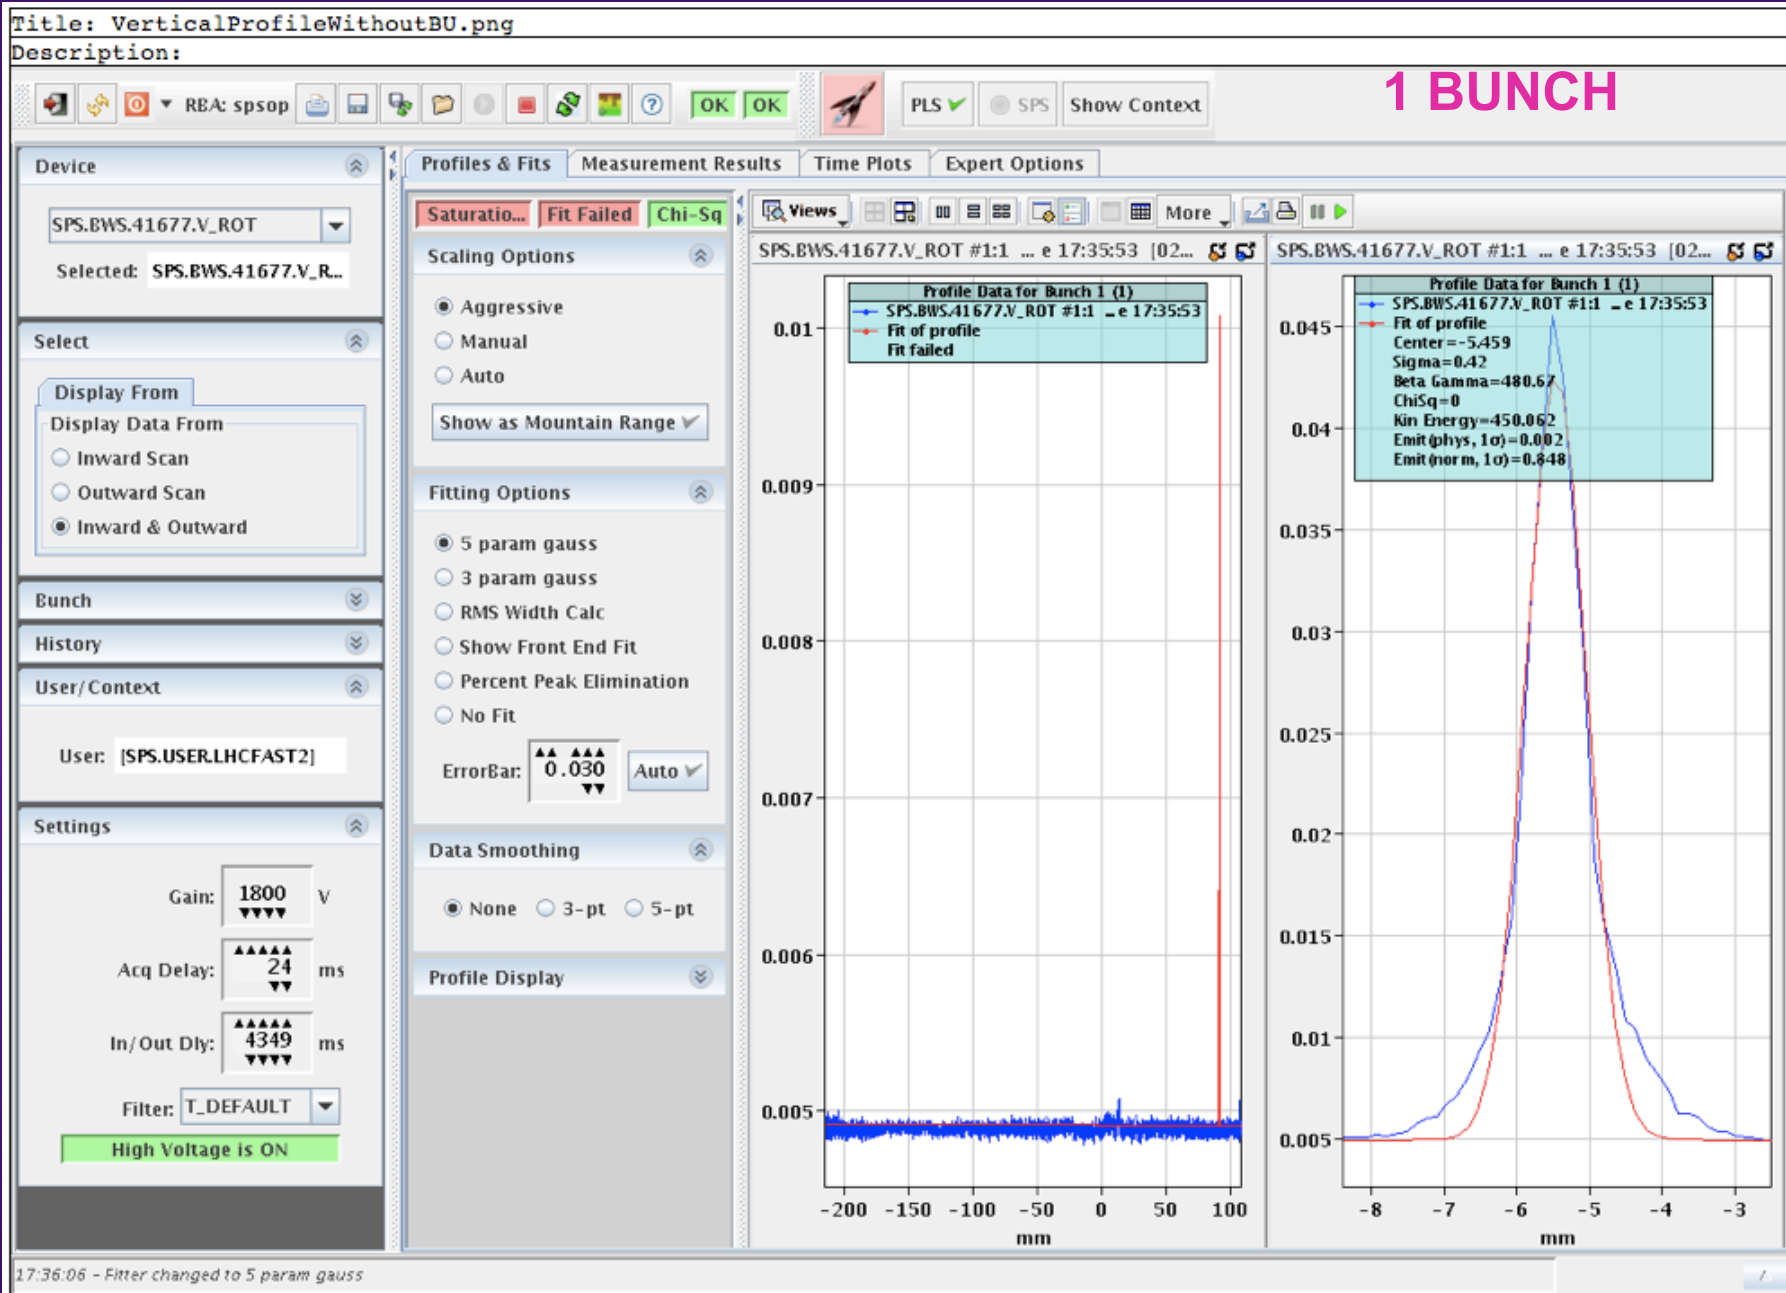 Title: VerticalProfileWithoutBU.png
Description:
1 BUNCH
RBA: spsop
OK OK
PLS SPS Show Context
Device
SPS.BWS.41677.V_ROT
Selected: SPS.BWS.41677.V_R...
Select
Display From
Display Data From
Inward Scan
Outward Scan
Inward & Outward
Bunch
History
User/Context
User: [SPS.USER.LHCFAST2]
Settings
Gain: 1800 V
Acq Delay: 24 ms
In/Out Dly: 4349 ms
Filter: T_DEFAULT
High Voltage is ON
Profiles & Fits Measurement Results Time Plots Expert Options
Saturatio... Fit Failed Chi-Sq
Scaling Options
Aggressive
Manual
Auto
Show as Mountain Range
Fitting Options
5 param gauss
3 param gauss
RMS Width Calc
Show Front End Fit
Percent Peak Elimination
No Fit
ErrorBar: 0.030 Auto
Data Smoothing
None 3-pt 5-pt
Profile Display
Views More
SPS.BWS.41677.V_ROT #1:1 ... e 17:35:53 [02...
Profile Data for Bunch 1 (1)
SPS.BWS.41677.V_ROT #1:1 ... e 17:35:53
Fit of profile
Fit failed
0.01
0.009
0.008
0.007
0.006
0.005
-200 -150 -100 -50 0 50 100
mm
SPS.BWS.41677.V_ROT #1:1 ... e 17:35:53 [02...
Profile Data for Bunch 1 (1)
SPS.BWS.41677.V_ROT #1:1 ... e 17:35:53
Fit of profile
Center=-5.459
Sigma=0.42
Beta Gamma=480.67
ChiSq=0
Kin Energy=450.062
Emit(phys, 1σ)=0.002
Emit(norm, 1σ)=0.848
0.045
0.04
0.035
0.03
0.025
0.02
0.015
0.01
0.005
-8 -7 -6 -5 -4 -3
mm
17:36:06 - Fitter changed to 5 param gauss